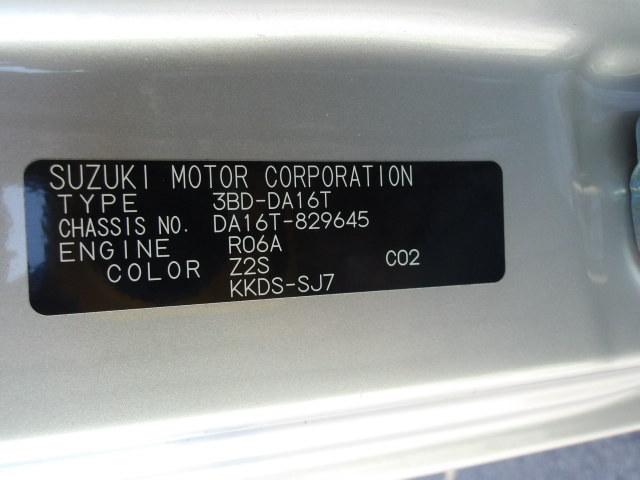 SUZUKI MOTOR CORPORATION
TYPE 3BD-DA16T
CHASSIS NO. DA16T-829645
ENGINE R06A
COLOR Z2S C02
KKDS-SJ7